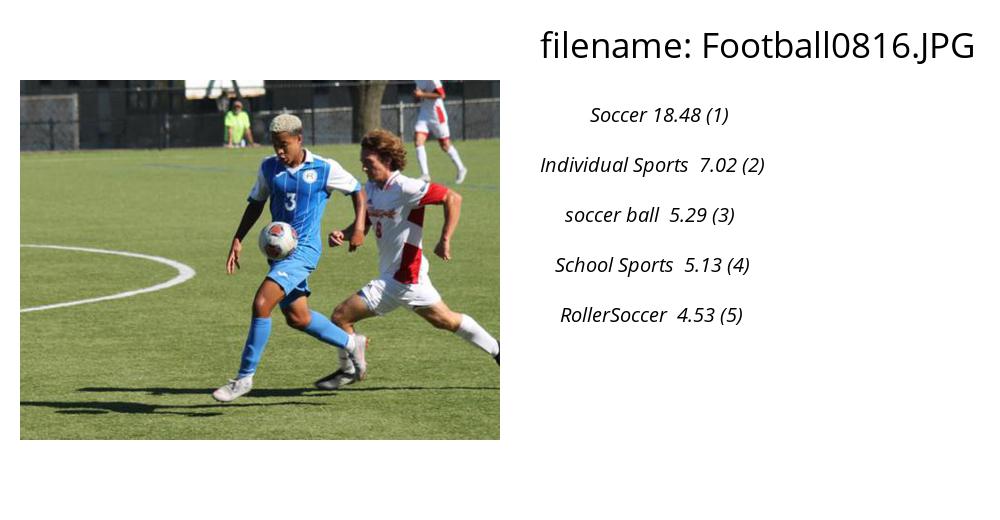 filename: Football0816.JPG
Soccer 18.48 (1)
Individual Sports 7.02 (2)
soccer ball 5.29 (3)
School Sports 5.13 (4)
RollerSoccer 4.53 (5)
3